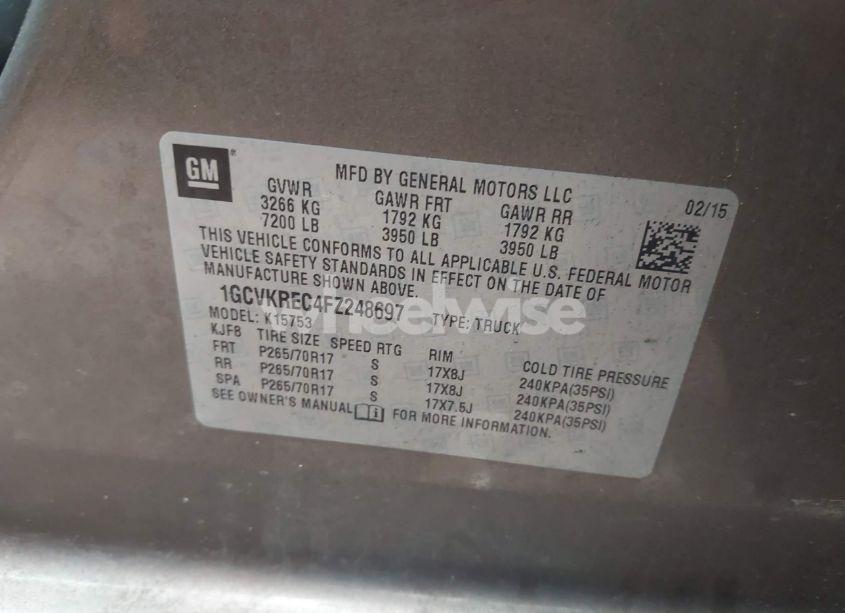 GM
MFD BY GENERAL MOTORS LLC
02/15
GVWR GAWR FRT GAWR RR
3266 KG 1792 KG 1792 KG
7200 LB 3950 LB 3950 LB
THIS VEHICLE CONFORMS TO ALL APPLICABLE U.S. FEDERAL MOTOR
VEHICLE SAFETY STANDARDS IN EFFECT ON THE DATE OF
MANUFACTURE SHOWN ABOVE.
1GCVKREC4FZ248697 TYPE: TRUCK
MODEL: K15753
KJFB TIRE SIZE SPEED RTG RIM COLD TIRE PRESSURE
FRT P265/70R17 S 17X8J 240KPA(35PSI)
RR P265/70R17 S 17X8J 240KPA(35PSI)
SPA P265/70R17 S 17X7.5J 240KPA(35PSI)
SEE OWNER'S MANUAL FOR MORE INFORMATION.
wheelwise